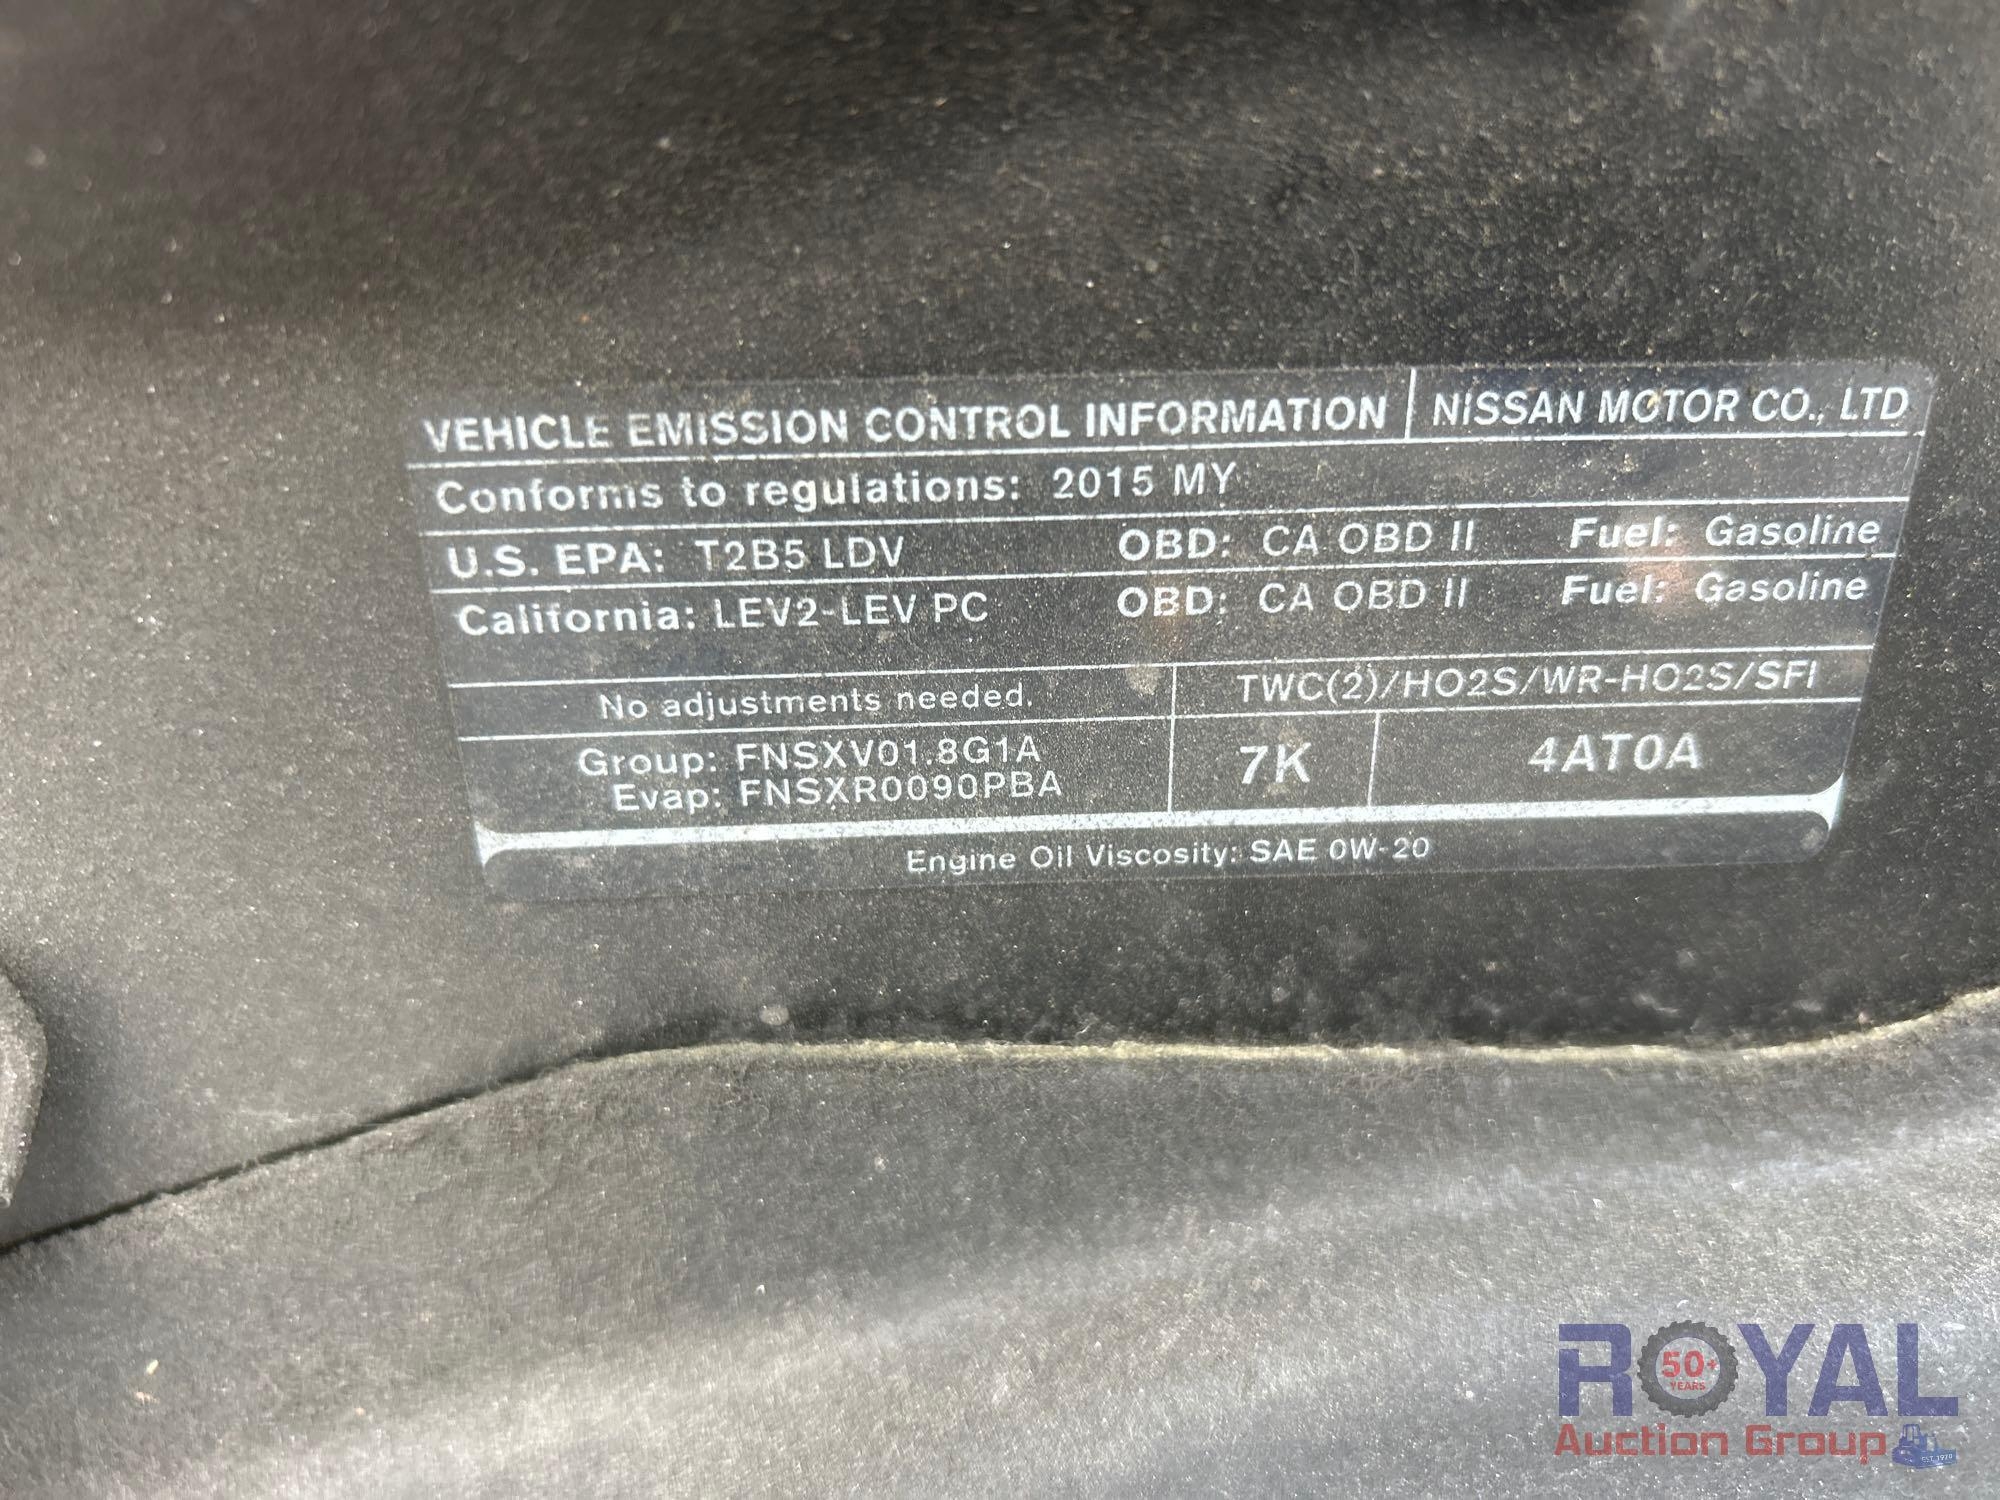 VEHICLE EMISSION CONTROL INFORMATION NISSAN MOTOR CO., LTD
Conforms to regulations: 2015 MY
U.S. EPA: T2B5 LDV OBD: CA OBD II Fuel: Gasoline
California: LEV2-LEV PC OBD: CA OBD II Fuel: Gasoline
No adjustments needed. TWC(2)/HO2S/WR-HO2S/SFI
Group: FNSXV01.8G1A 7K 4AT0A
Evap: FNSXR0090PBA
Engine Oil Viscosity: SAE 0W-20
ROYAL
50+
YEARS
Auction Group
EST. 1970